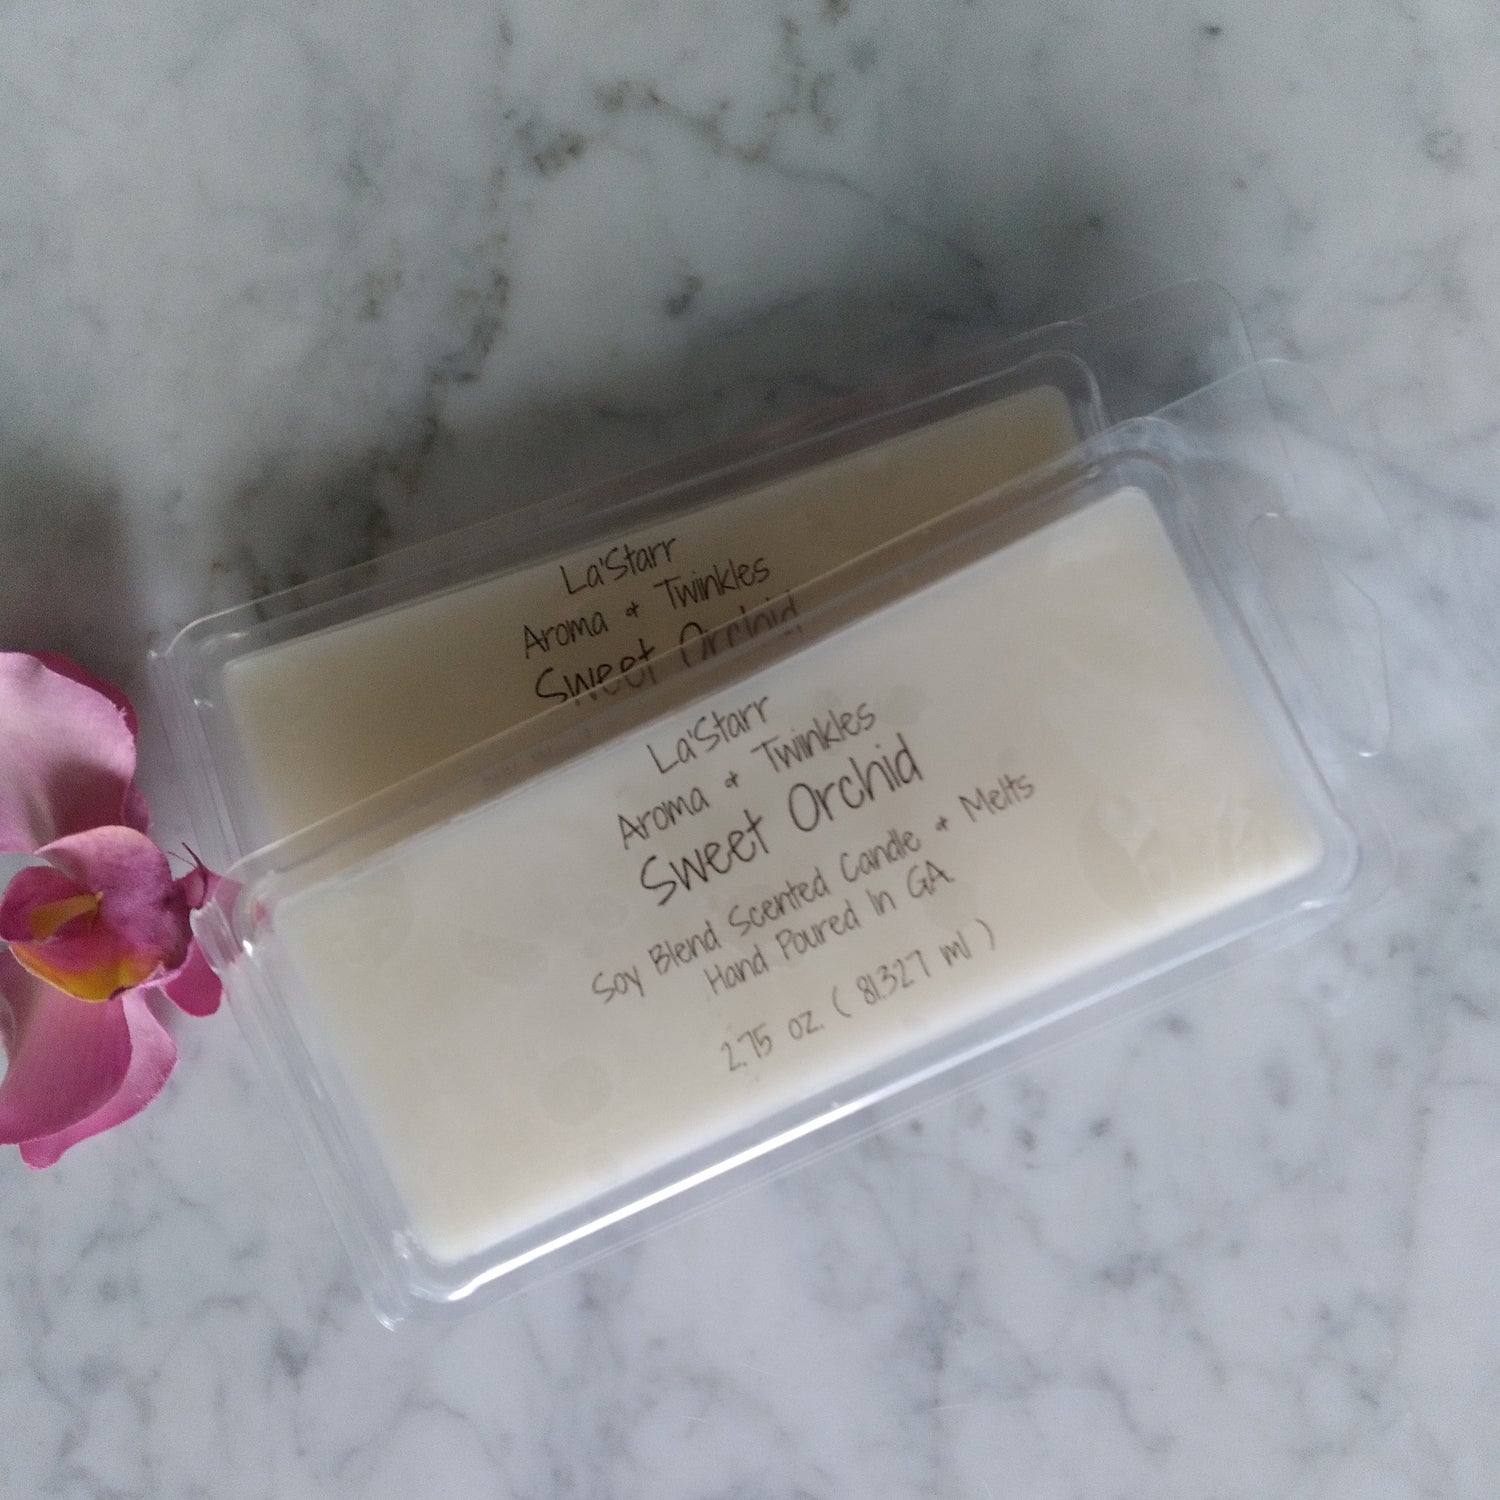 La'Starr
Aroma & Twinkles
Sweet Orchid
La'Starr
Aroma & Twinkles
Sweet Orchid
Soy Blend Scented Candle & Melts
Hand Poured In GA
2.75 oz. ( 81.327 ml )